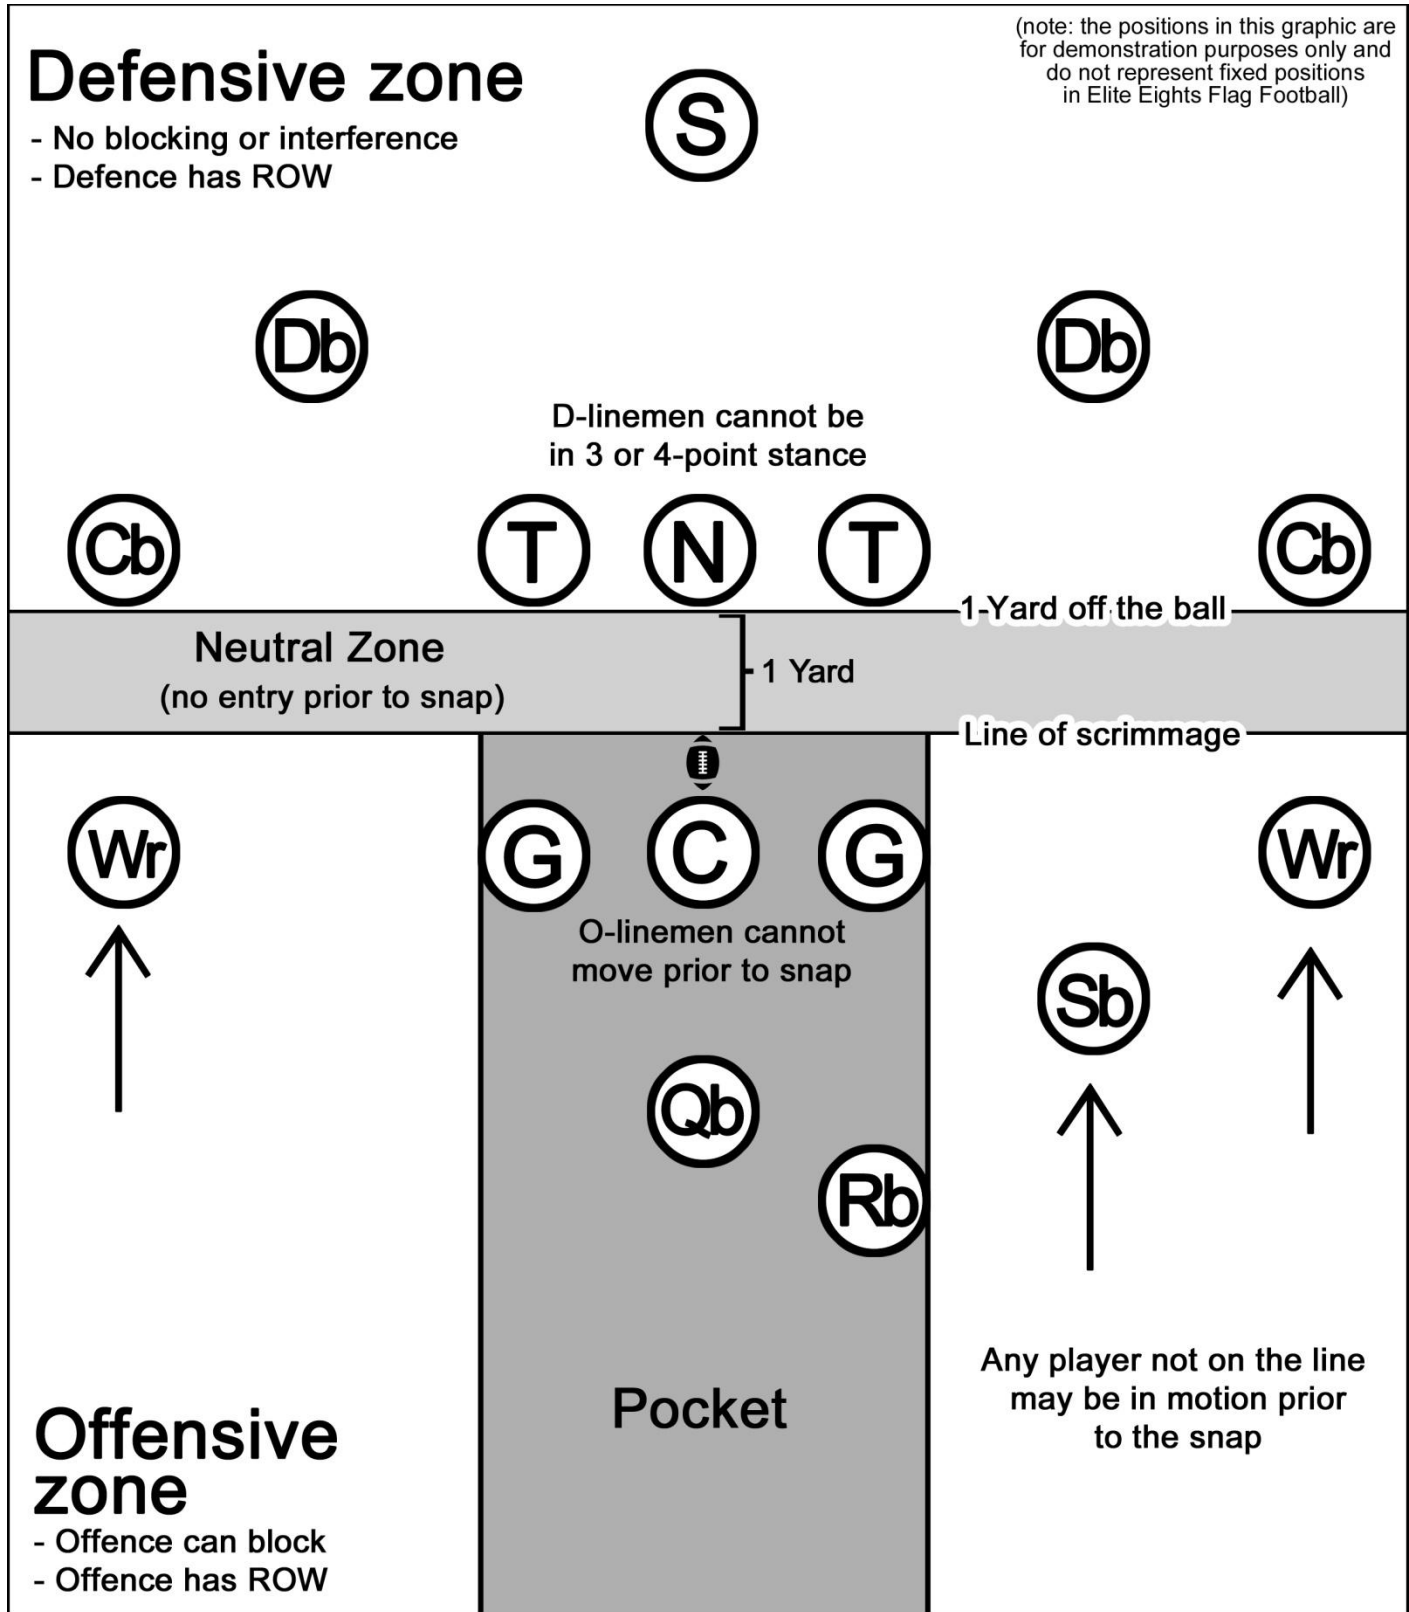 (note: the positions in this graphic are
for demonstration purposes only and
do not represent fixed positions
in Elite Eights Flag Football)
Defensive zone
- No blocking or interference
- Defence has ROW
S
Db
Db
D-linemen cannot be
in 3 or 4-point stance
Cb
T
N
T
Cb
1 Yard off the ball
Neutral Zone
(no entry prior to snap)
1 Yard
Line of scrimmage
Wr
G
C
G
Wr
O-linemen cannot
move prior to snap
Sb
Qb
Rb
Any player not on the line
may be in motion prior
to the snap
Pocket
Offensive
zone
- Offence can block
- Offence has ROW